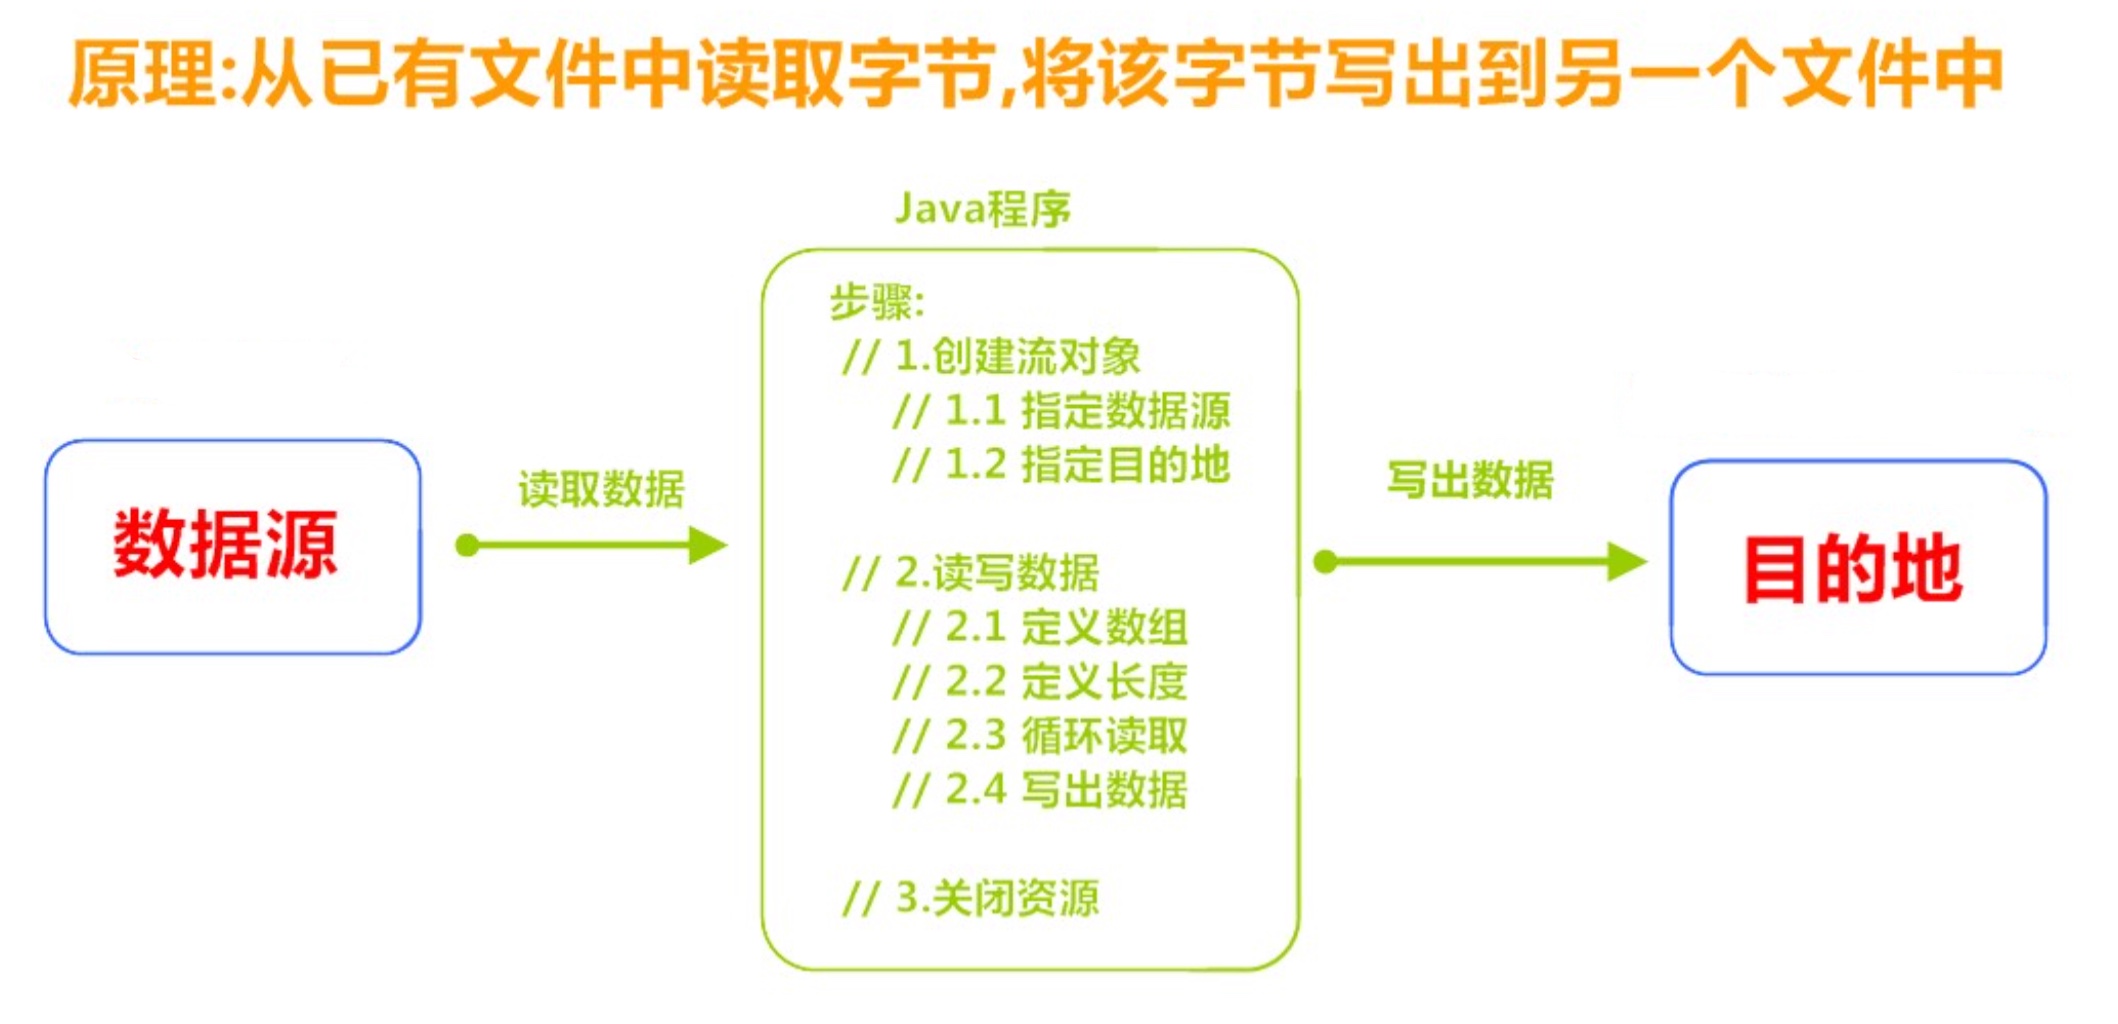 原理:从已有文件中读取字节,将该字节写出到另一个文件中
Java程序
步骤:
// 1.创建流对象
// 1.1 指定数据源
// 1.2 指定目的地
// 2.读写数据
// 2.1 定义数组
// 2.2 定义长度
// 2.3 循环读取
// 2.4 写出数据
// 3.关闭资源
数据源
读取数据
写出数据
目的地